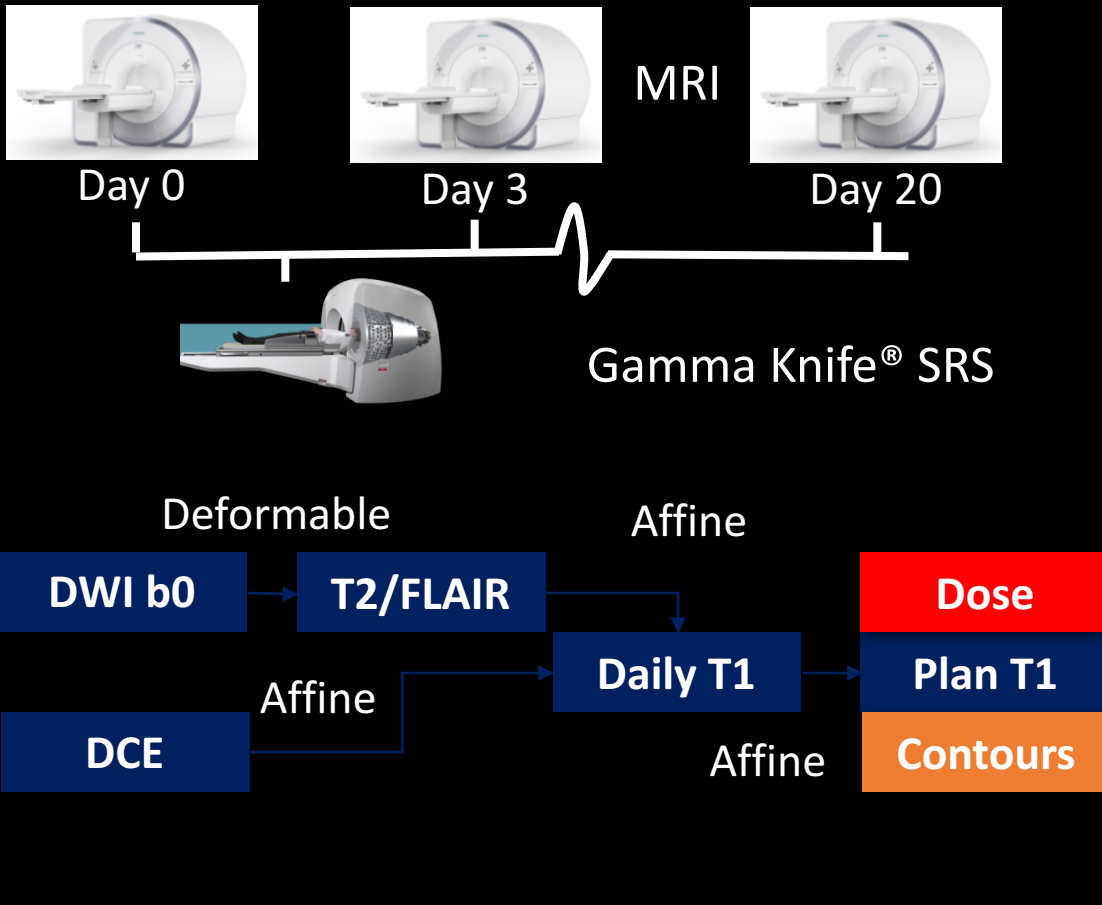 MRI
Day 0
Day 3
Day 20
Gamma Knife® SRS
Deformable
Affine
DWI b0
T2/FLAIR
Dose
Daily T1
Plan T1
Affine
DCE
Affine
Contours